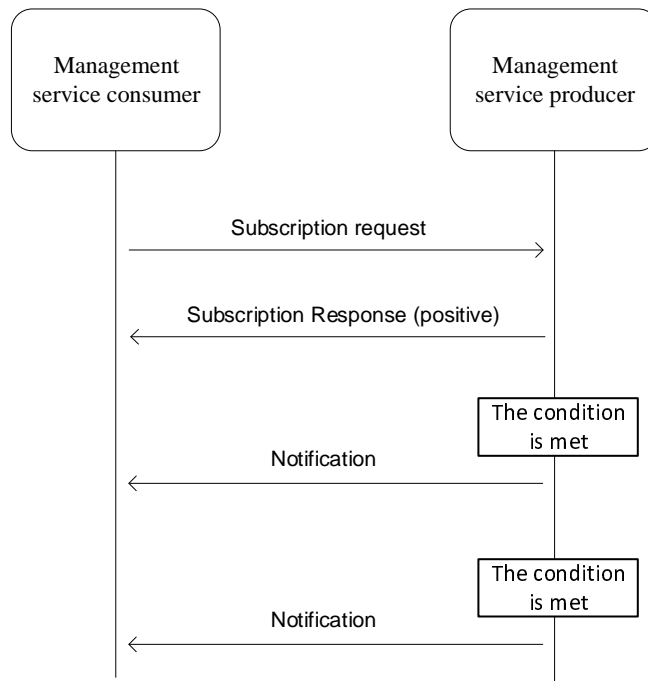 Management
service consumer
Management
service producer
Subscription request
Subscription Response (positive)
The condition
is met
Notification
The condition
is met
Notification